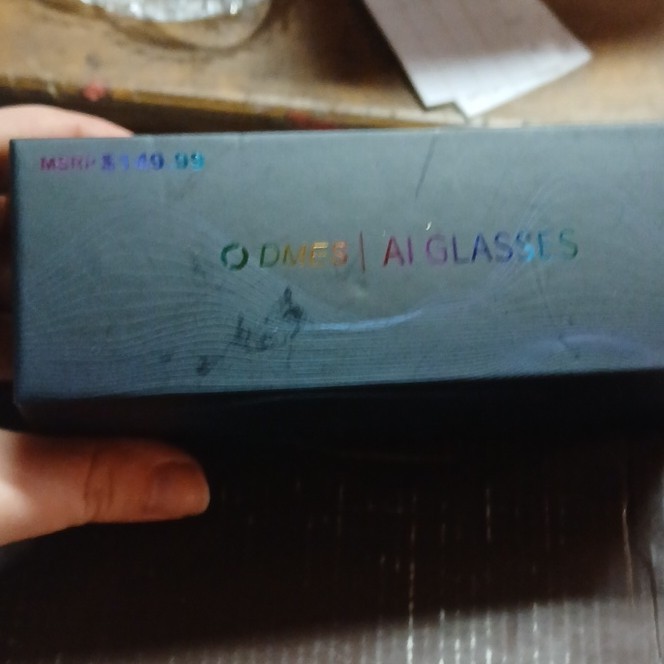 MSRP $149.99
DMES | AI GLASSES